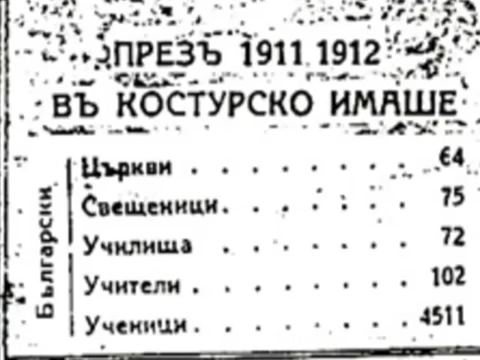 ПРЕЗЪ 1911 1912
ВЪ КОСТУРСКО ИМАШЕ
Български
Църкви . . . . . . . . 64
Свещеници. . . . . . . 75
Училища . . . . . . . 72
Учители . . . . . . . 102
Ученици . . . . . . . 4511